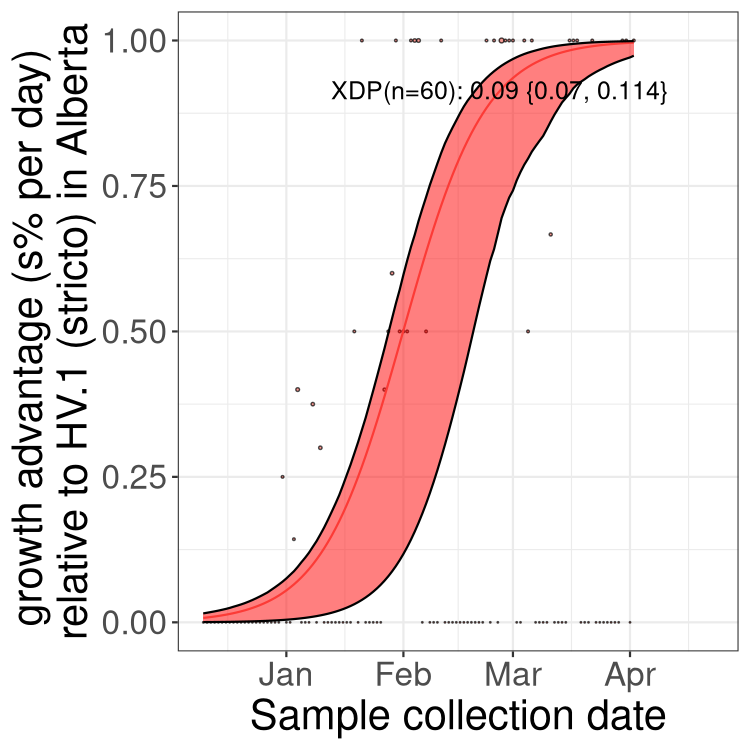 growth advantage (s% per day)
relative to HV.1 (stricto) in Alberta
1.00
0.75
0.50
0.25
0.00
XDP(n=60): 0.09 {0.07, 0.114}
Jan Feb Mar Apr
Sample collection date